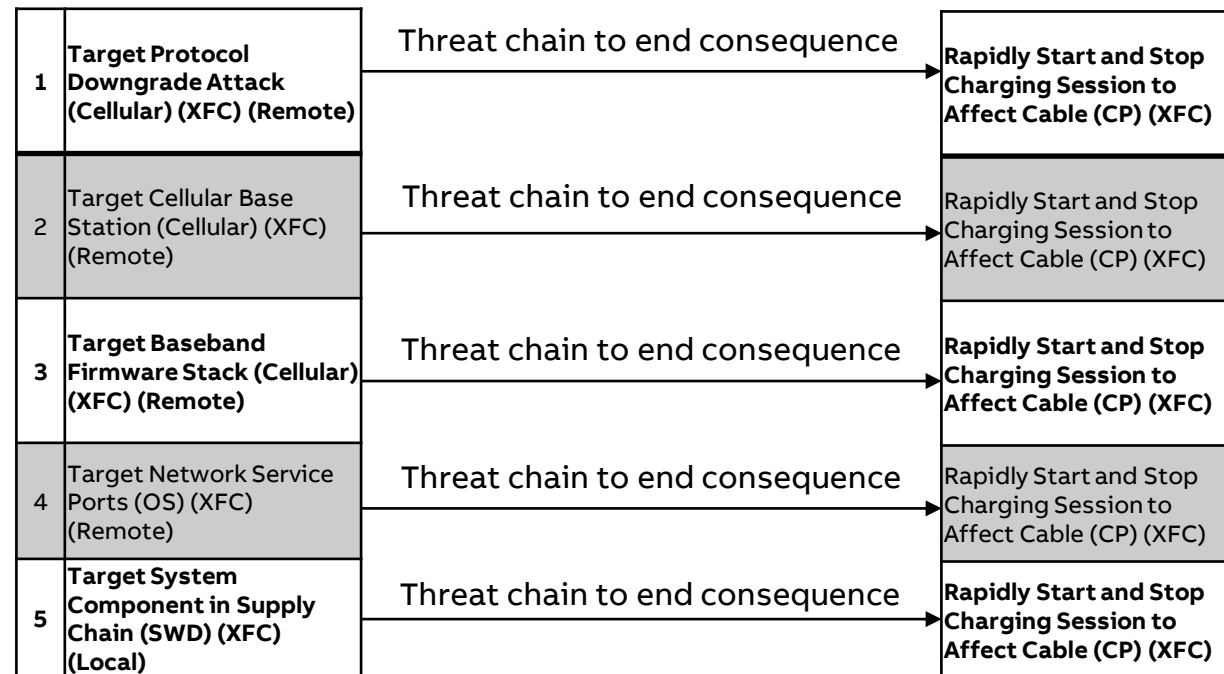 1
Target Protocol
Downgrade Attack
(Cellular) (XFC) (Remote)
Threat chain to end consequence
Rapidly Start and Stop
Charging Session to
Affect Cable (CP) (XFC)
2
Target Cellular Base
Station (Cellular) (XFC)
(Remote)
Threat chain to end consequence
Rapidly Start and Stop
Charging Session to
Affect Cable (CP) (XFC)
3
Target Baseband
Firmware Stack (Cellular)
(XFC) (Remote)
Threat chain to end consequence
Rapidly Start and Stop
Charging Session to
Affect Cable (CP) (XFC)
4
Target Network Service
Ports (OS) (XFC)
(Remote)
Threat chain to end consequence
Rapidly Start and Stop
Charging Session to
Affect Cable (CP) (XFC)
5
Target System
Component in Supply
Chain (SWD) (XFC)
(Local)
Threat chain to end consequence
Rapidly Start and Stop
Charging Session to
Affect Cable (CP) (XFC)